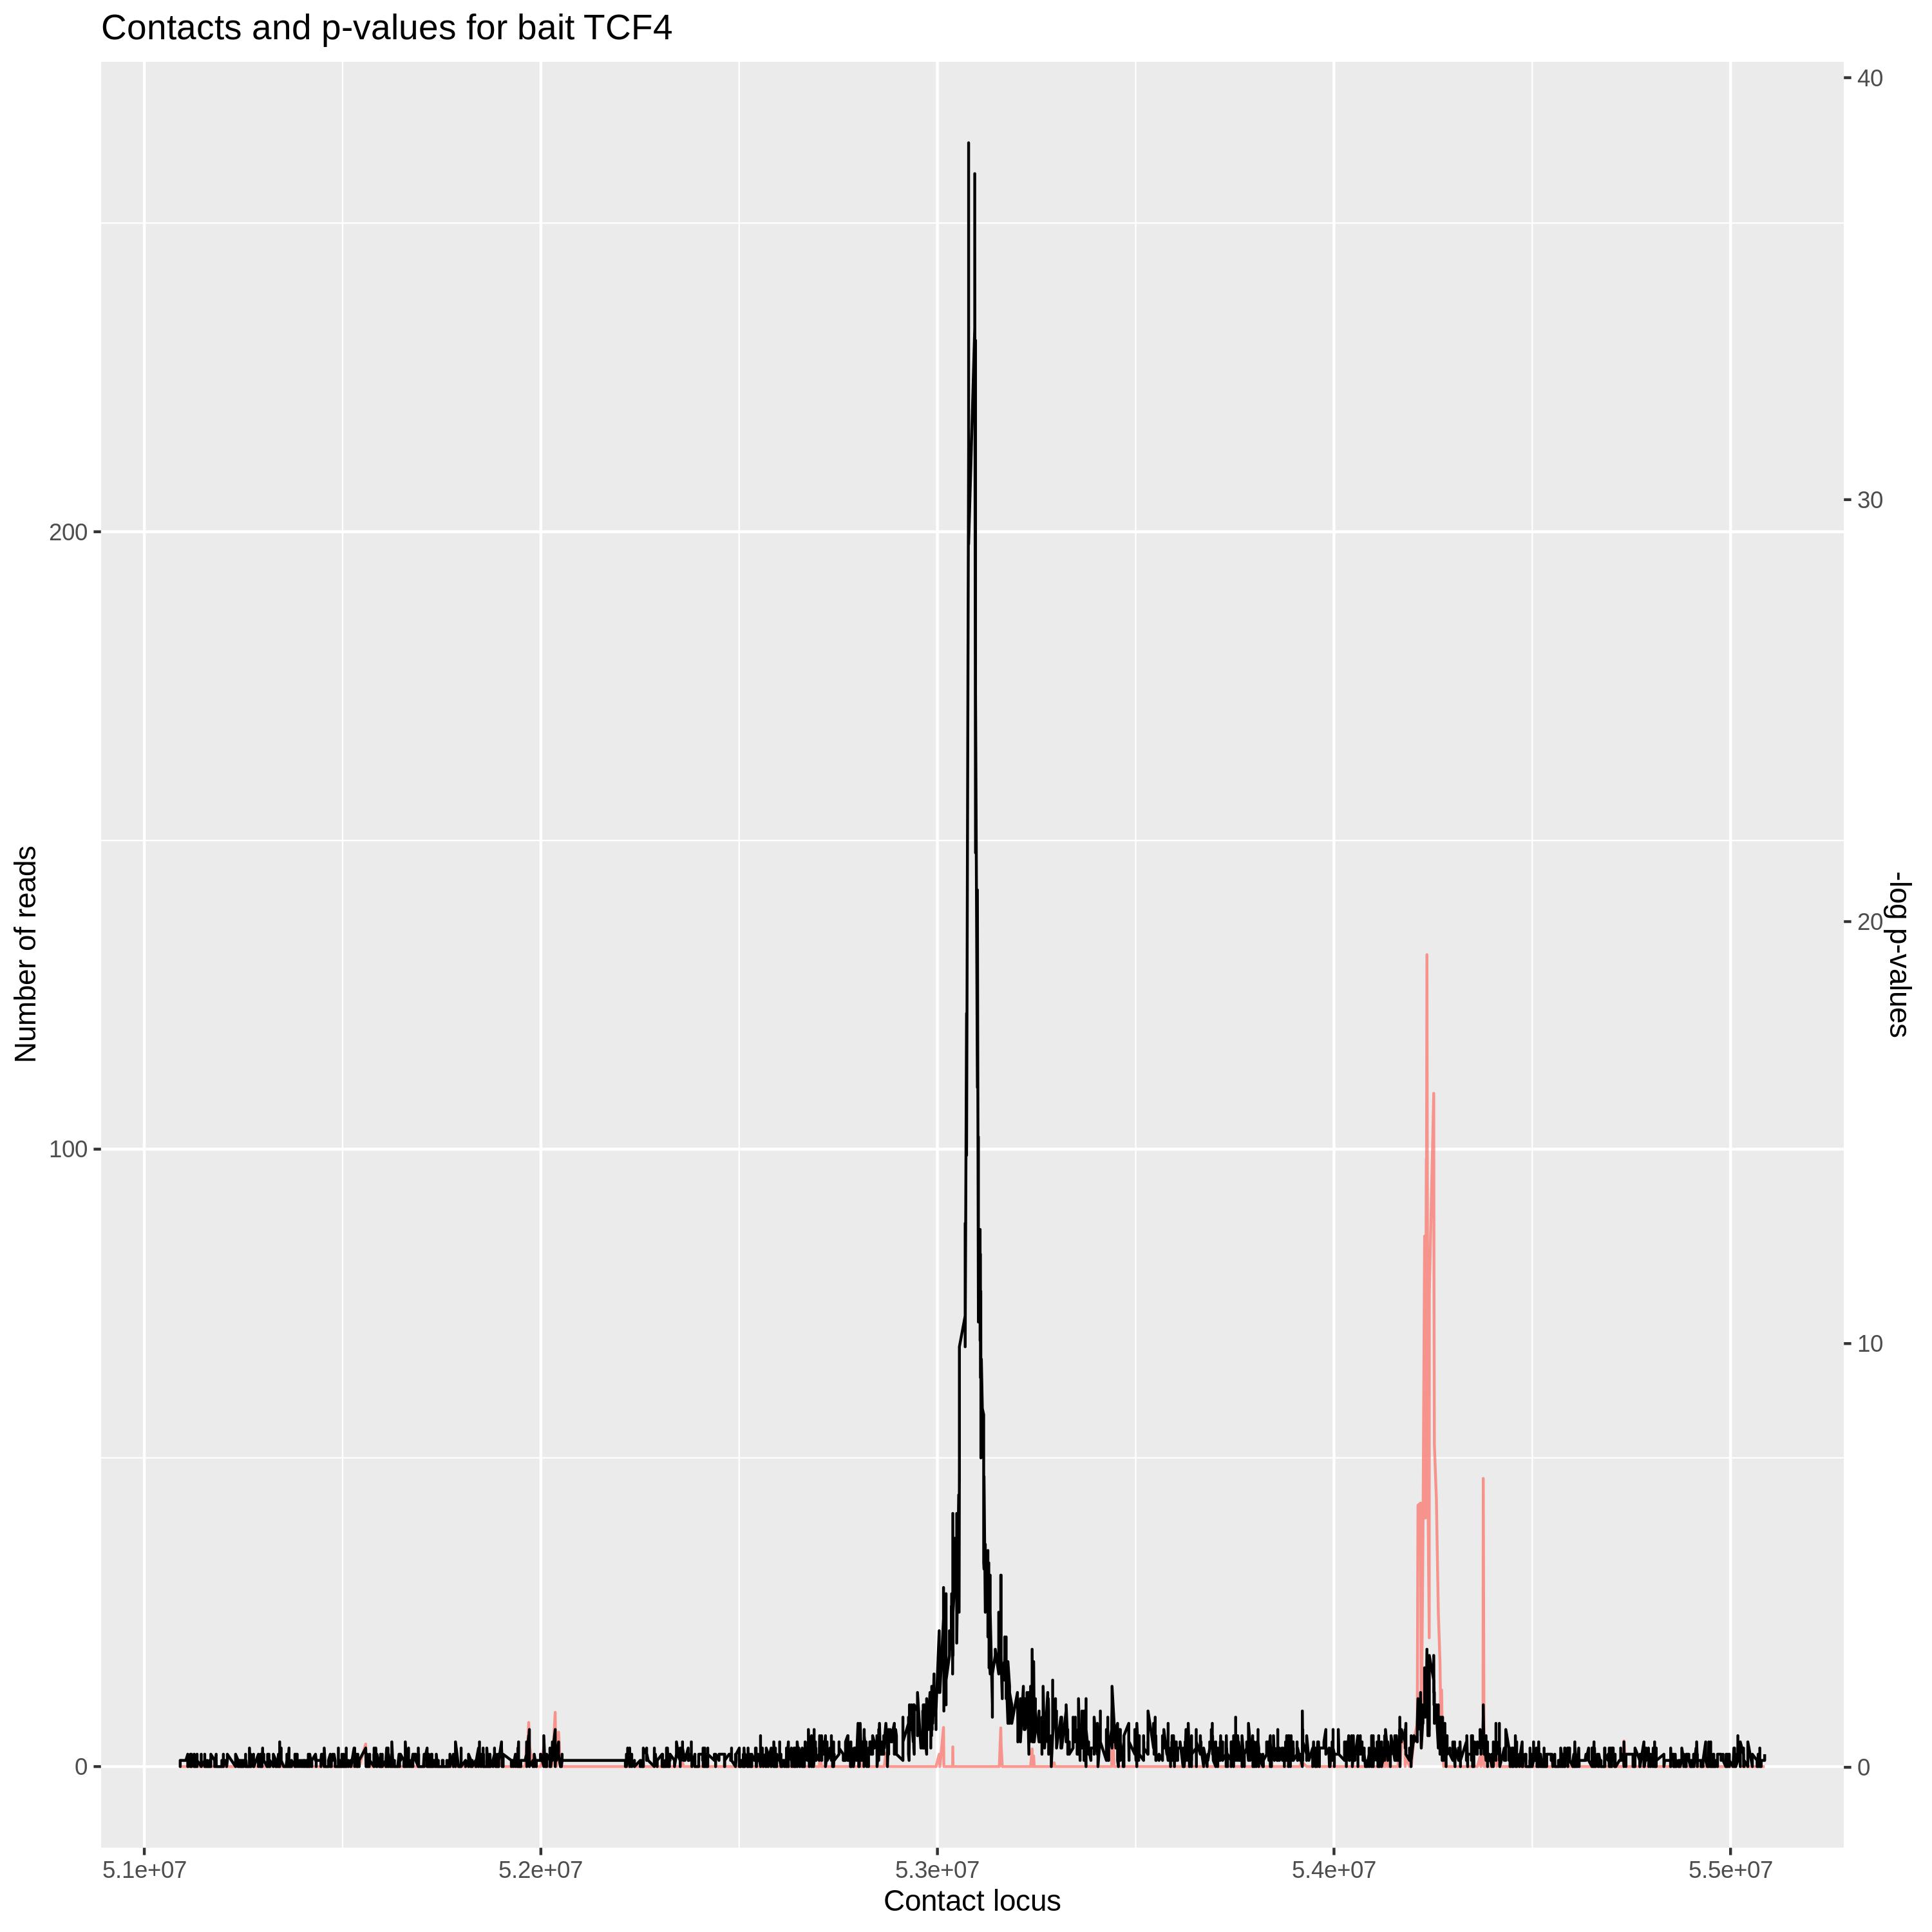 Contacts and p-values for bait TCF4
40
30
200
Number of reads
-log p-values
20
100
10
0
0
5.1e+07
5.2e+07
5.3e+07
5.4e+07
5.5e+07
Contact locus